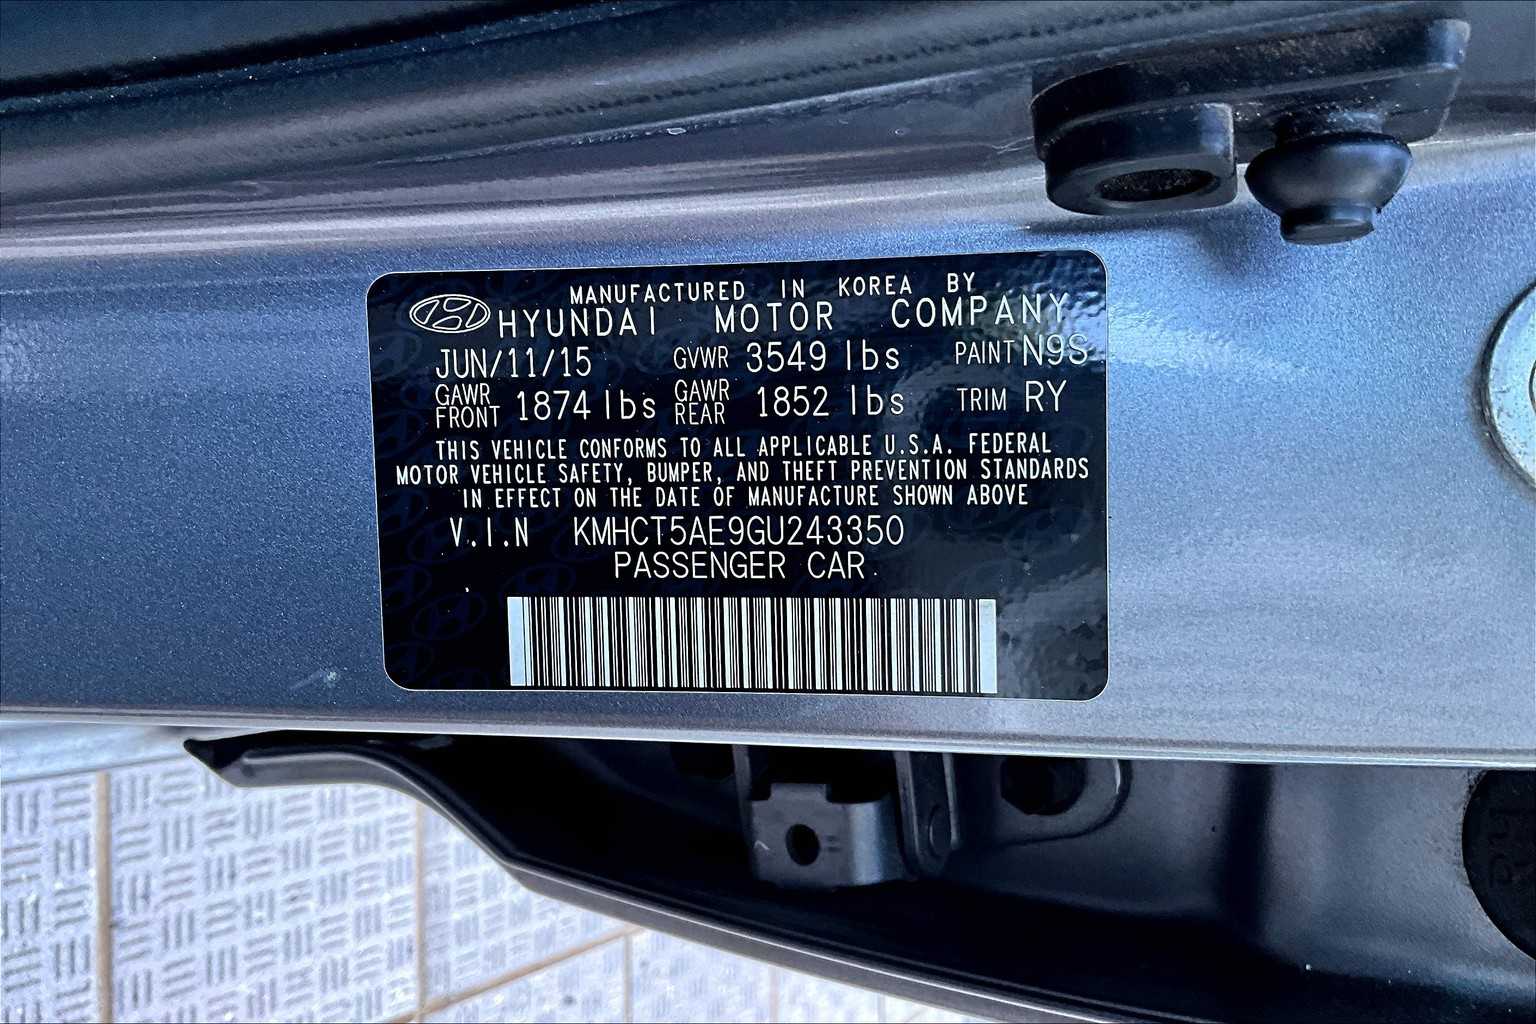 MANUFACTURED IN KOREA BY
HYUNDAI MOTOR COMPANY
JUN/11/15 GVWR 3549 lbs PAINT N9S
GAWR FRONT 1874 lbs GAWR REAR 1852 lbs TRIM RY
THIS VEHICLE CONFORMS TO ALL APPLICABLE U.S.A. FEDERAL
MOTOR VEHICLE SAFETY, BUMPER, AND THEFT PREVENTION STANDARDS
IN EFFECT ON THE DATE OF MANUFACTURE SHOWN ABOVE
V.I.N KMHCT5AE9GU243350
PASSENGER CAR